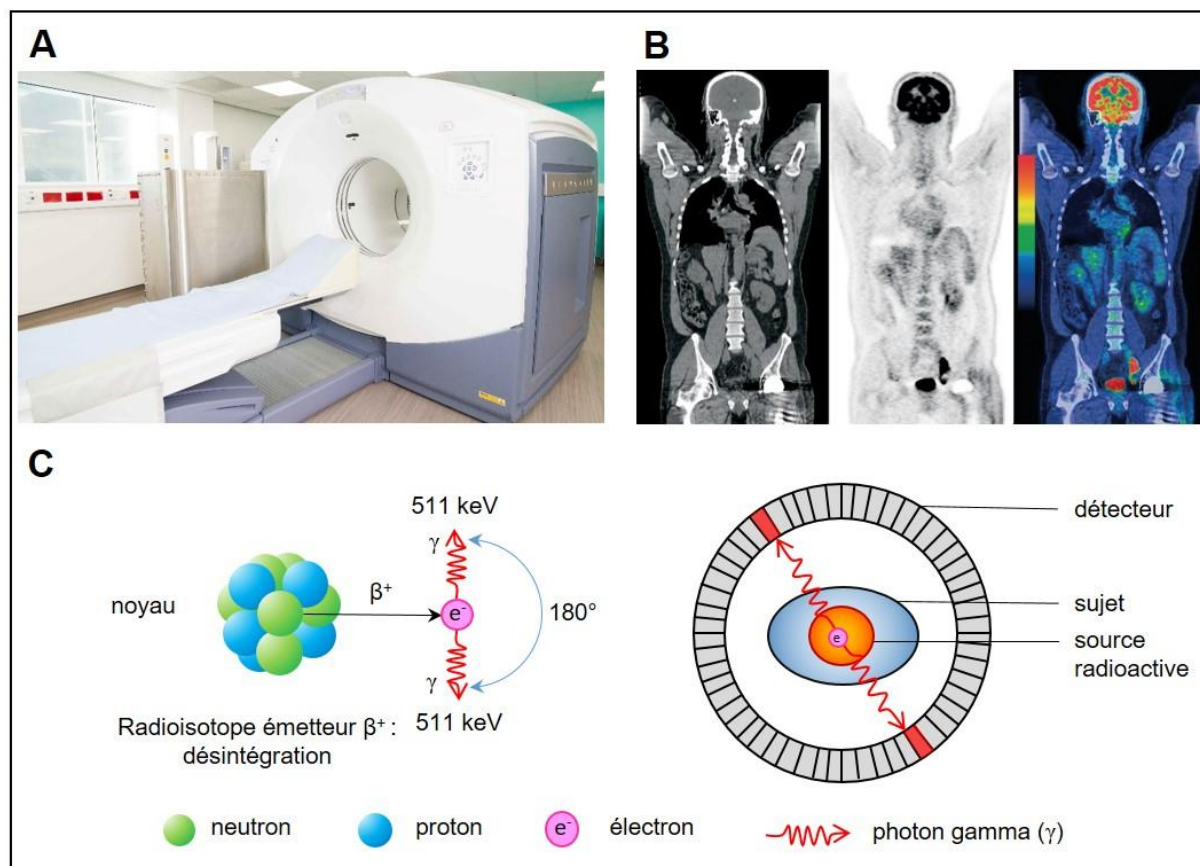 A
B
C
511 keV
γ
noyau
β⁺
e⁻
180°
γ
511 keV
Radioisotope émetteur β⁺ :
désintégration
détecteur
sujet
source
radioactive
e
neutron
proton
e⁻
électron
photon gamma (γ)